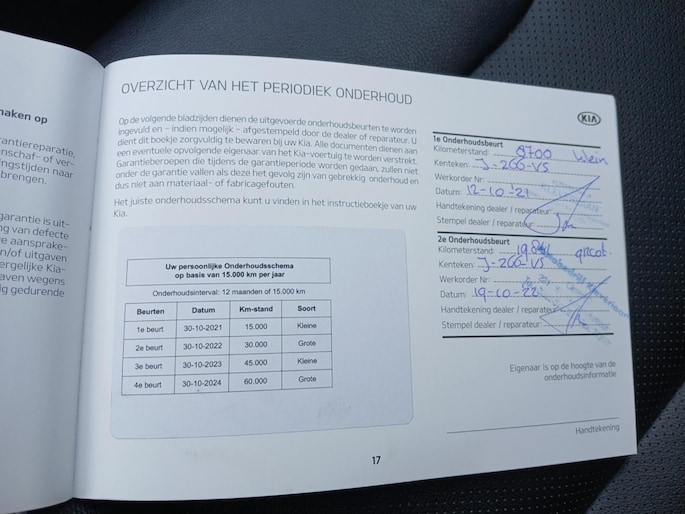 maken op
antiereparatie,
nschaf- of ver-
ngstijden naar
brengen.
garantie is uit-
ng van defecte
e aansprake-
n/of uitgaven
ergelijke Kia-
aven wegens
ig gedurende
OVERZICHT VAN HET PERIODIEK ONDERHOUD
Op de volgende bladzijden dienen de uitgevoerde onderhoudsbeurten te worden
ingevuld en – indien mogelijk – afgestempeld door de dealer of reparateur. U
dient dit boekje zorgvuldig te bewaren bij uw Kia. Alle documenten dienen aan
een eventuele opvolgende eigenaar van het Kia-voertuig te worden verstrekt.
Garantieberoepen die tijdens de garantieperiode worden gedaan, zullen niet
onder de garantie vallen als deze het gevolg zijn van gebrekkig onderhoud en
dus niet aan materiaal- of fabricagefouten.
Het juiste onderhoudsschema kunt u vinden in het instructieboekje van uw
Kia.
Uw persoonlijke Onderhoudsschema
op basis van 15.000 km per jaar
Onderhoudsinterval: 12 maanden of 15.000 km
Beurten Datum Km-stand Soort
1e beurt 30-10-2021 15.000 Kleine
2e beurt 30-10-2022 30.000 Grote
3e beurt 30-10-2023 45.000 Kleine
4e beurt 30-10-2024 60.000 Grote
KIA
1e Onderhoudsbeurt
Kilometerstand: 8700
Kenteken: J-266-VS
Werkorder Nr:
Datum: 12-10-21
Handtekening dealer / reparateur
Stempel dealer / reparateur:
2e Onderhoudsbeurt
Kilometerstand:
Kenteken: J-266-VS
Werkorder Nr:
Datum: 19-10-22
Handtekening dealer / reparateur
Stempel dealer / reparateur:
Eigenaar is op de hoogte van de
onderhoudsinformatie
Handtekening
17